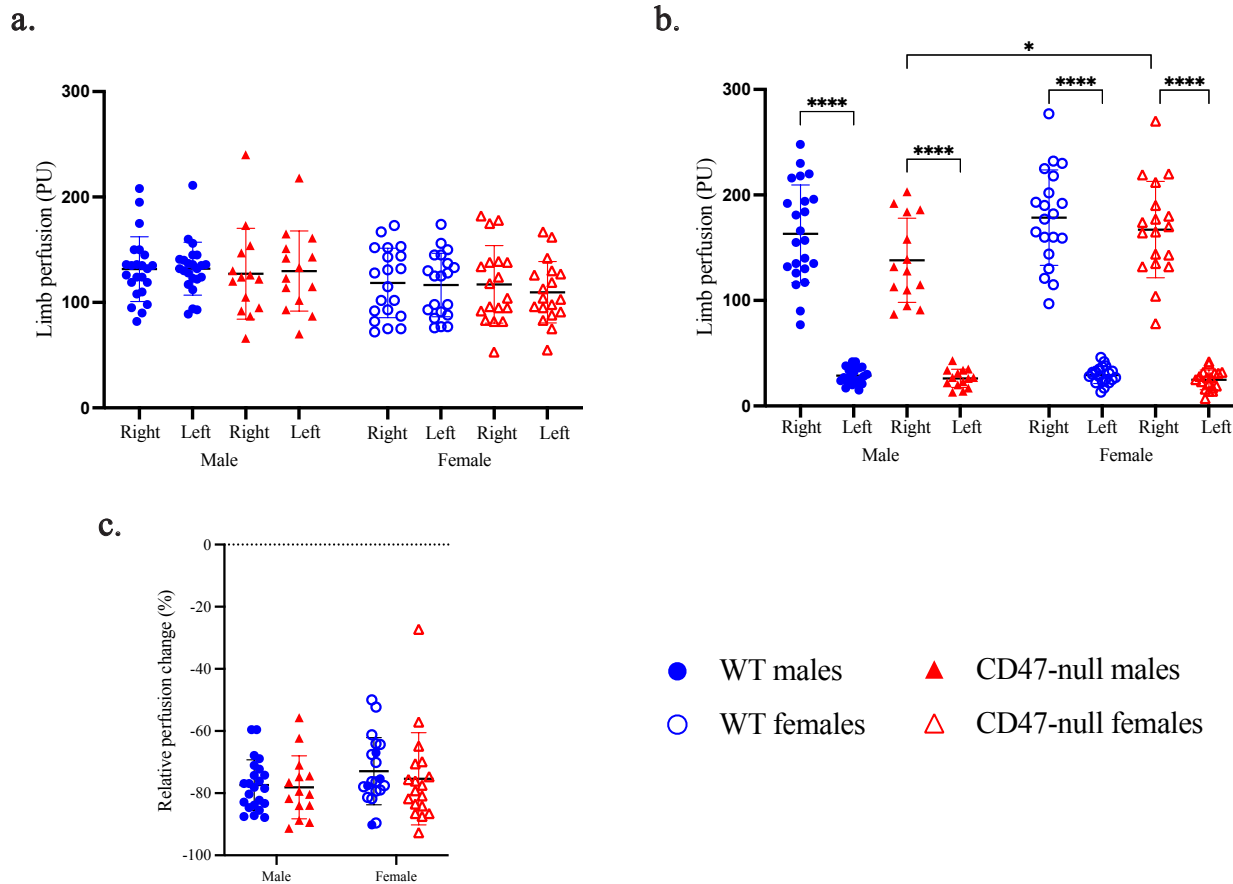 a.
300
200
100
0
Limb perfusion (PU)
Right Left Right Left Right Left Right Left
Male Female
b.
*
**** **** **** ****
300
200
100
0
Limb perfusion (PU)
Right Left Right Left Right Left Right Left
Male Female
c.
0
-20
-40
-60
-80
-100
Relative perfusion change (%)
Male Female
WT males CD47-null males
WT females CD47-null females